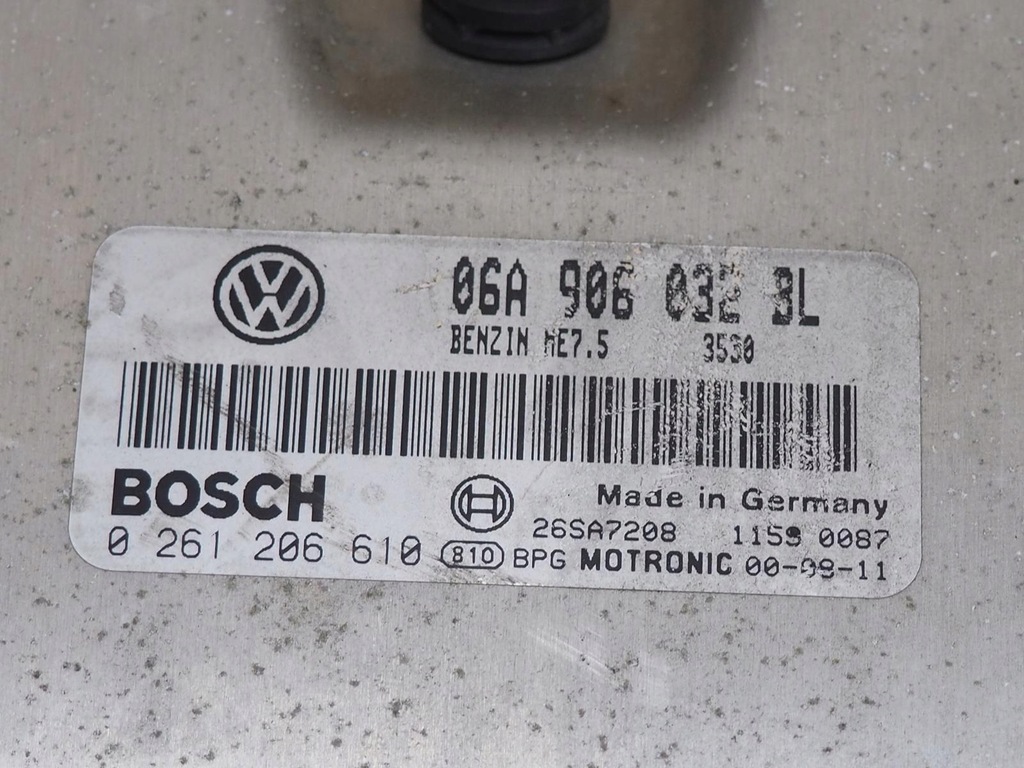 06A 906 032 BL
BENZIN ME7.5 3530
BOSCH
Made in Germany
26SA7208 1159 0087
0 261 206 610 810 BPG MOTRONIC 00-08-11